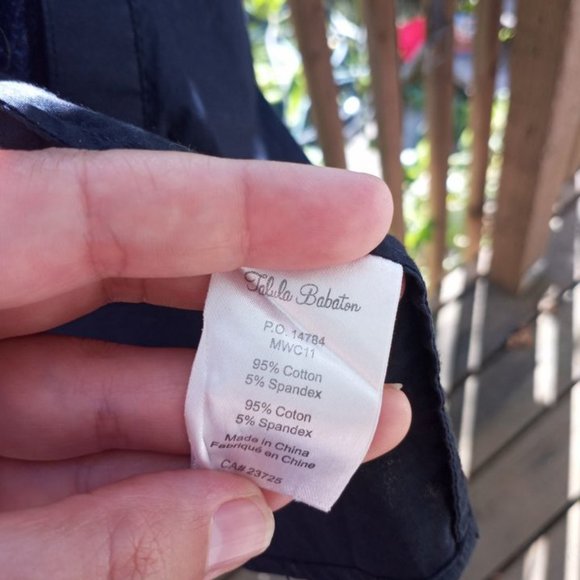 Talula Babaton
P.O. 14784
MWC11
95% Cotton
5% Spandex
95% Coton
5% Spandex
Made in China
Fabriqué en Chine
CA# 23725